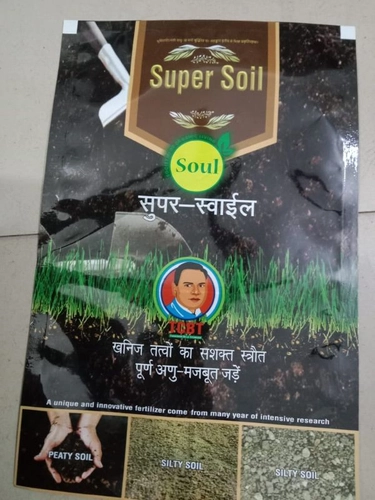 Super Soil
Soul
सुपर–स्वाईल
खनिज तत्वों का सशक्त स्त्रौत
पूर्ण अणु-मजबूत जड़ें
A unique and innovative fertilizer come from many year of intensive research
PEATY SOIL
SILTY SOIL
SILTY SOIL